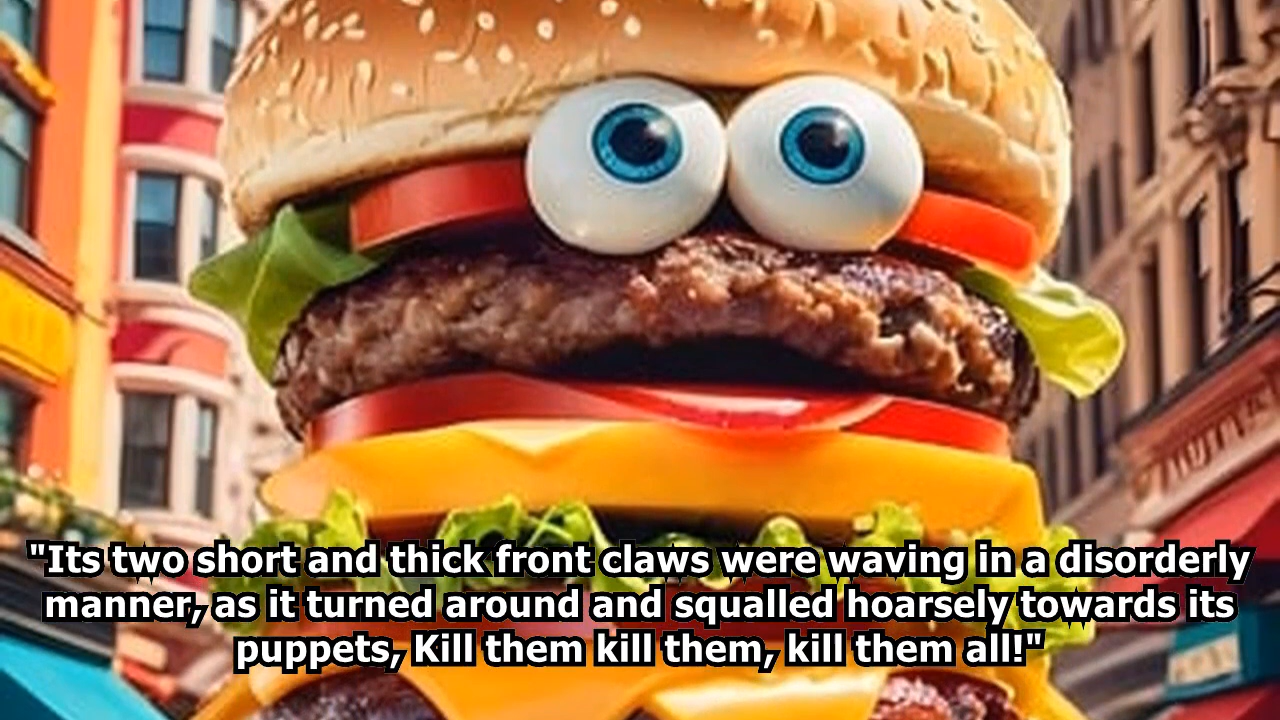 "Its two short and thick front claws were waving in a disorderly
manner, as it turned around and squalled hoarsely towards its
puppets, Kill them kill them, kill them all!"